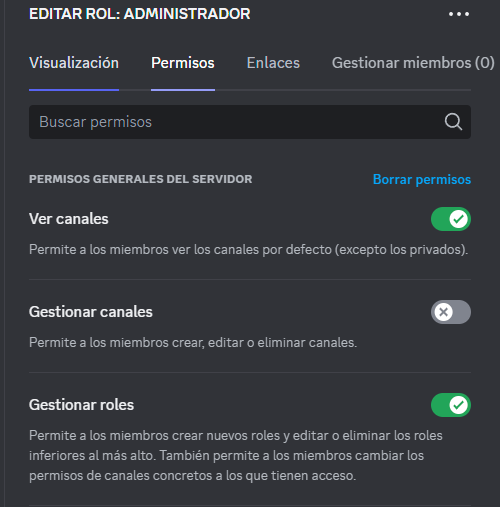 EDITAR ROL: ADMINISTRADOR
Visualización Permisos Enlaces Gestionar miembros (0)
Buscar permisos
PERMISOS GENERALES DEL SERVIDOR Borrar permisos
Ver canales
Permite a los miembros ver los canales por defecto (excepto los privados).
Gestionar canales
Permite a los miembros crear, editar o eliminar canales.
Gestionar roles
Permite a los miembros crear nuevos roles y editar o eliminar los roles
inferiores al más alto. También permite a los miembros cambiar los
permisos de canales concretos a los que tienen acceso.